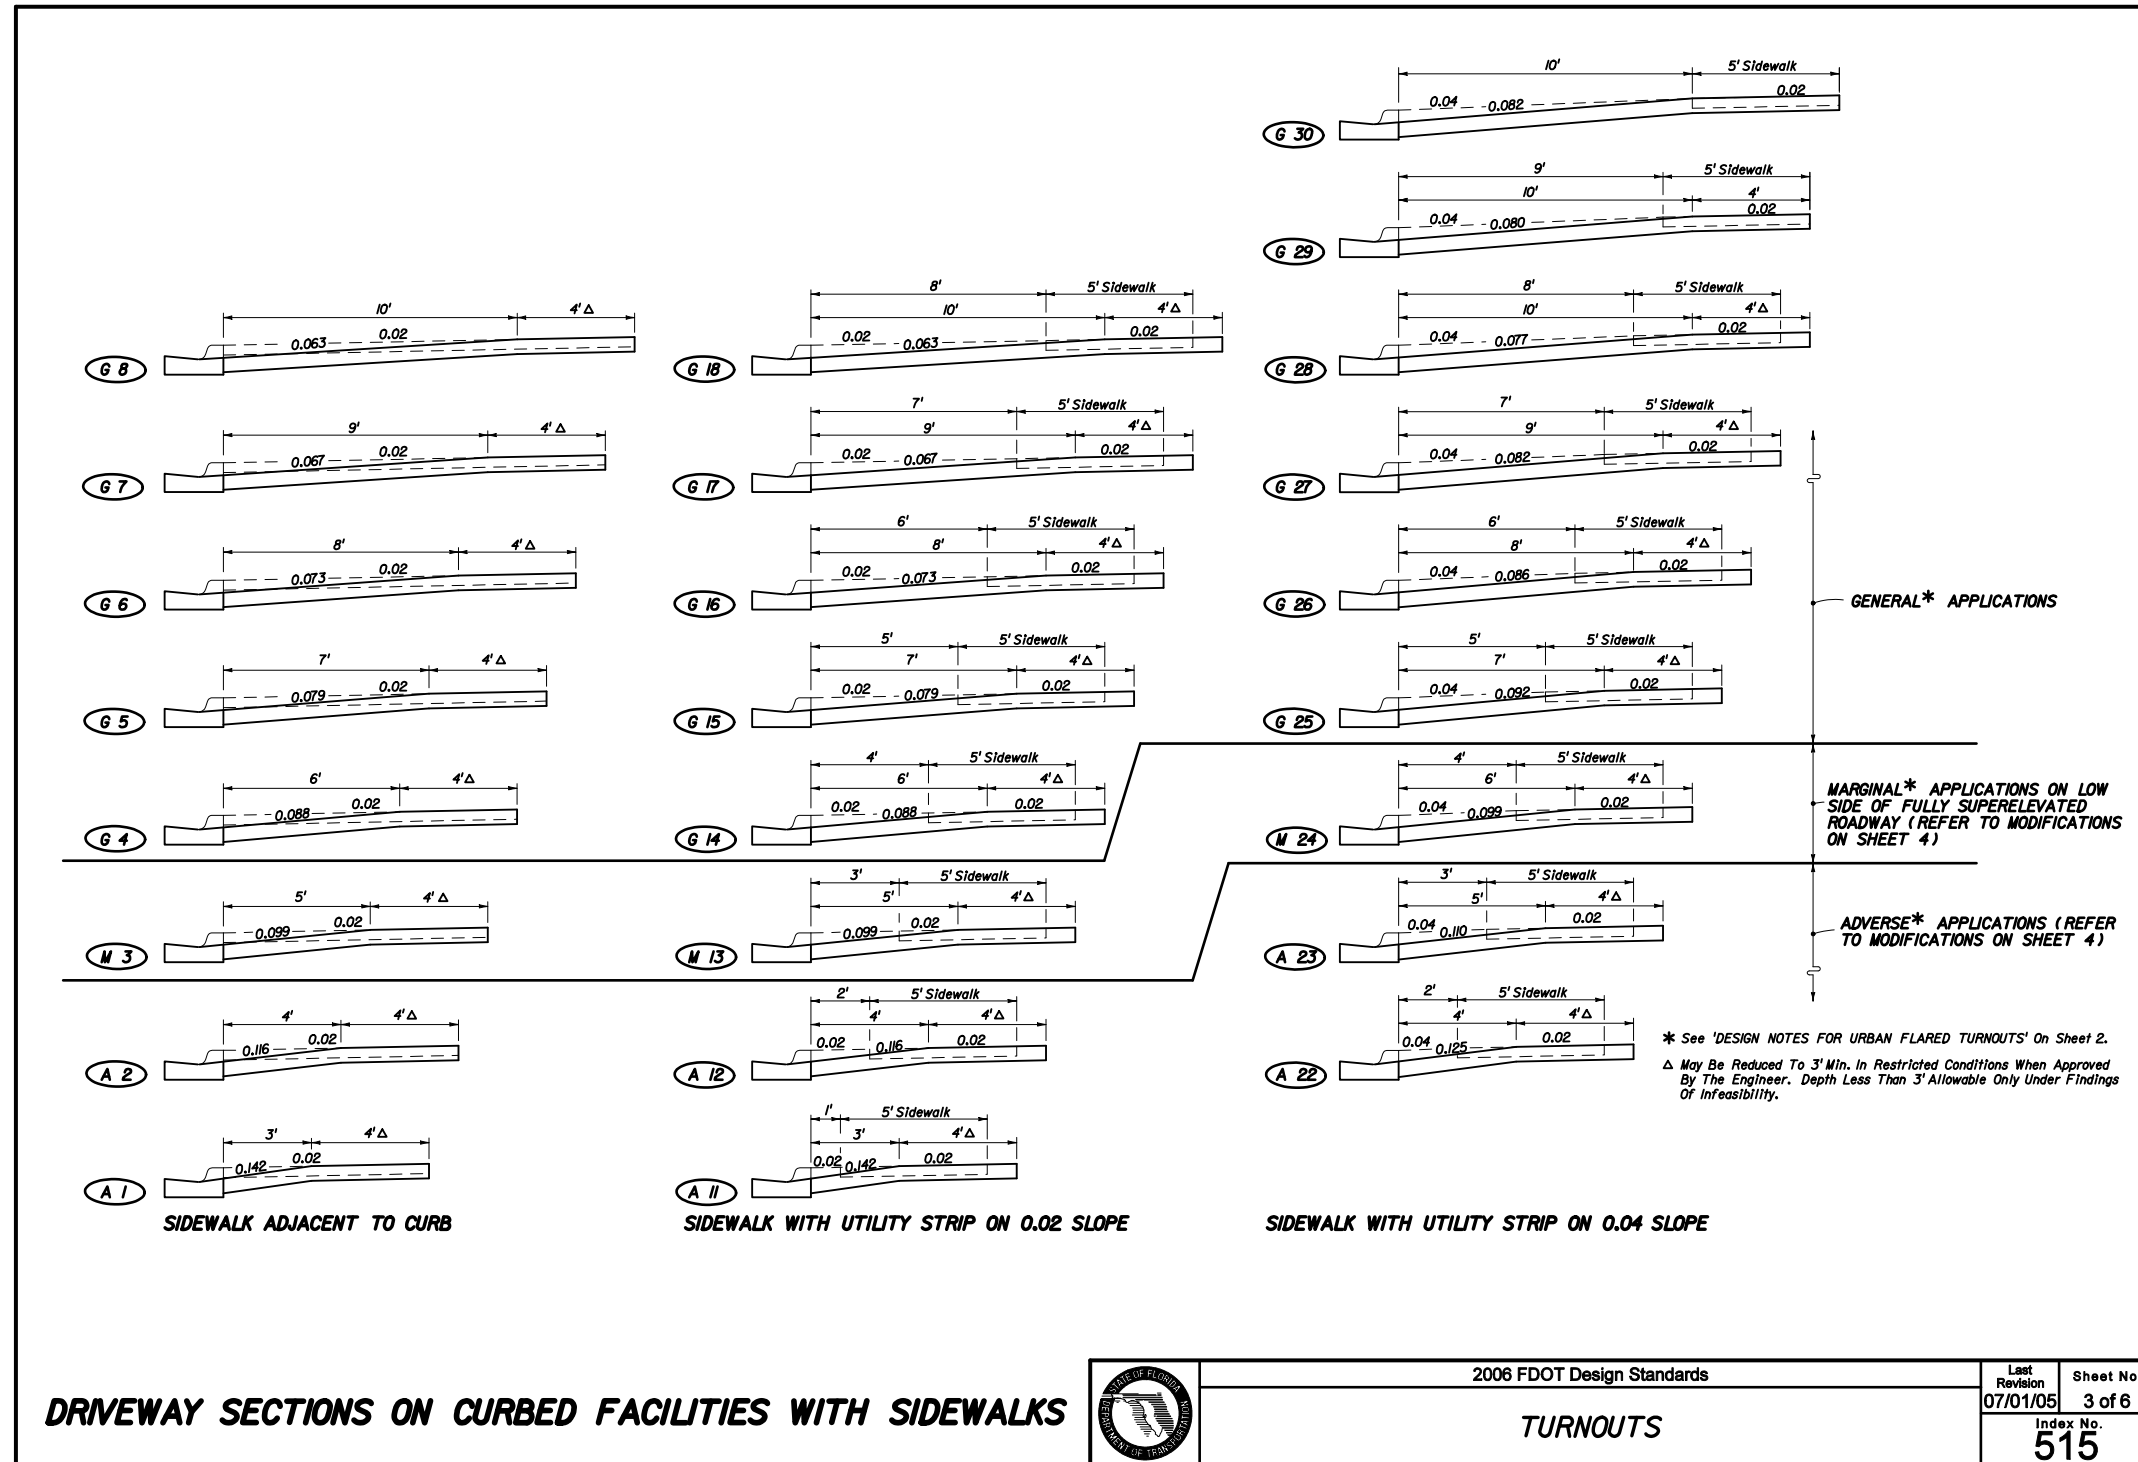 10' 5' Sidewalk
0.04 0.082 0.02
G 30
9' 5' Sidewalk
10' 4'
0.04 0.080 0.02
G 29
10' 4' Δ
0.063 0.02
G 8
8' 5' Sidewalk
10' 4' Δ
0.02 0.063 0.02
G 18
8' 5' Sidewalk
10' 4' Δ
0.04 0.077 0.02
G 28
9' 4' Δ
0.067 0.02
G 7
7' 5' Sidewalk
9' 4' Δ
0.02 0.067 0.02
G 17
7' 5' Sidewalk
9' 4' Δ
0.04 0.082 0.02
G 27
8' 4' Δ
0.073 0.02
G 6
6' 5' Sidewalk
8' 4' Δ
0.02 0.073 0.02
G 16
6' 5' Sidewalk
8' 4' Δ
0.04 0.086 0.02
G 26
GENERAL* APPLICATIONS
7' 4' Δ
0.079 0.02
G 5
5' 5' Sidewalk
7' 4' Δ
0.02 0.079 0.02
G 15
5' 5' Sidewalk
7' 4' Δ
0.04 0.092 0.02
G 25
6' 4' Δ
0.088 0.02
G 4
4' 5' Sidewalk
6' 4' Δ
0.02 0.088 0.02
G 14
4' 5' Sidewalk
6' 4' Δ
0.04 0.099 0.02
M 24
MARGINAL* APPLICATIONS ON LOW
SIDE OF FULLY SUPERELEVATED
ROADWAY (REFER TO MODIFICATIONS
ON SHEET 4)
5' 4' Δ
0.099 0.02
M 3
3' 5' Sidewalk
5' 4' Δ
0.099 0.02
M 13
3' 5' Sidewalk
5' 4' Δ
0.04 0.110 0.02
A 23
ADVERSE* APPLICATIONS (REFER
TO MODIFICATIONS ON SHEET 4)
4' 4' Δ
0.116 0.02
A 2
2' 5' Sidewalk
4' 4' Δ
0.02 0.116 0.02
A 12
2' 5' Sidewalk
4' 4' Δ
0.04 0.125 0.02
A 22
* See 'DESIGN NOTES FOR URBAN FLARED TURNOUTS' On Sheet 2.
Δ May Be Reduced To 3' Min. In Restricted Conditions When Approved
By The Engineer. Depth Less Than 3' Allowable Only Under Findings
Of Infeasibility.
3' 4' Δ
0.142 0.02
A 1
1' 5' Sidewalk
3' 4' Δ
0.02 0.142 0.02
A 11
SIDEWALK ADJACENT TO CURB
SIDEWALK WITH UTILITY STRIP ON 0.02 SLOPE
SIDEWALK WITH UTILITY STRIP ON 0.04 SLOPE
DRIVEWAY SECTIONS ON CURBED FACILITIES WITH SIDEWALKS
STATE OF FLORIDA
DEPARTMENT OF TRANSPORTATION
2006 FDOT Design Standards
TURNOUTS
Last
Revision
07/01/05
Sheet No
3 of 6
Index No.
515